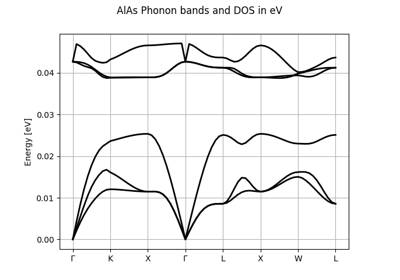 AlAs Phonon bands and DOS in eV
Energy [eV]
0.04
0.03
0.02
0.01
0.00
Γ K X Γ L X W L